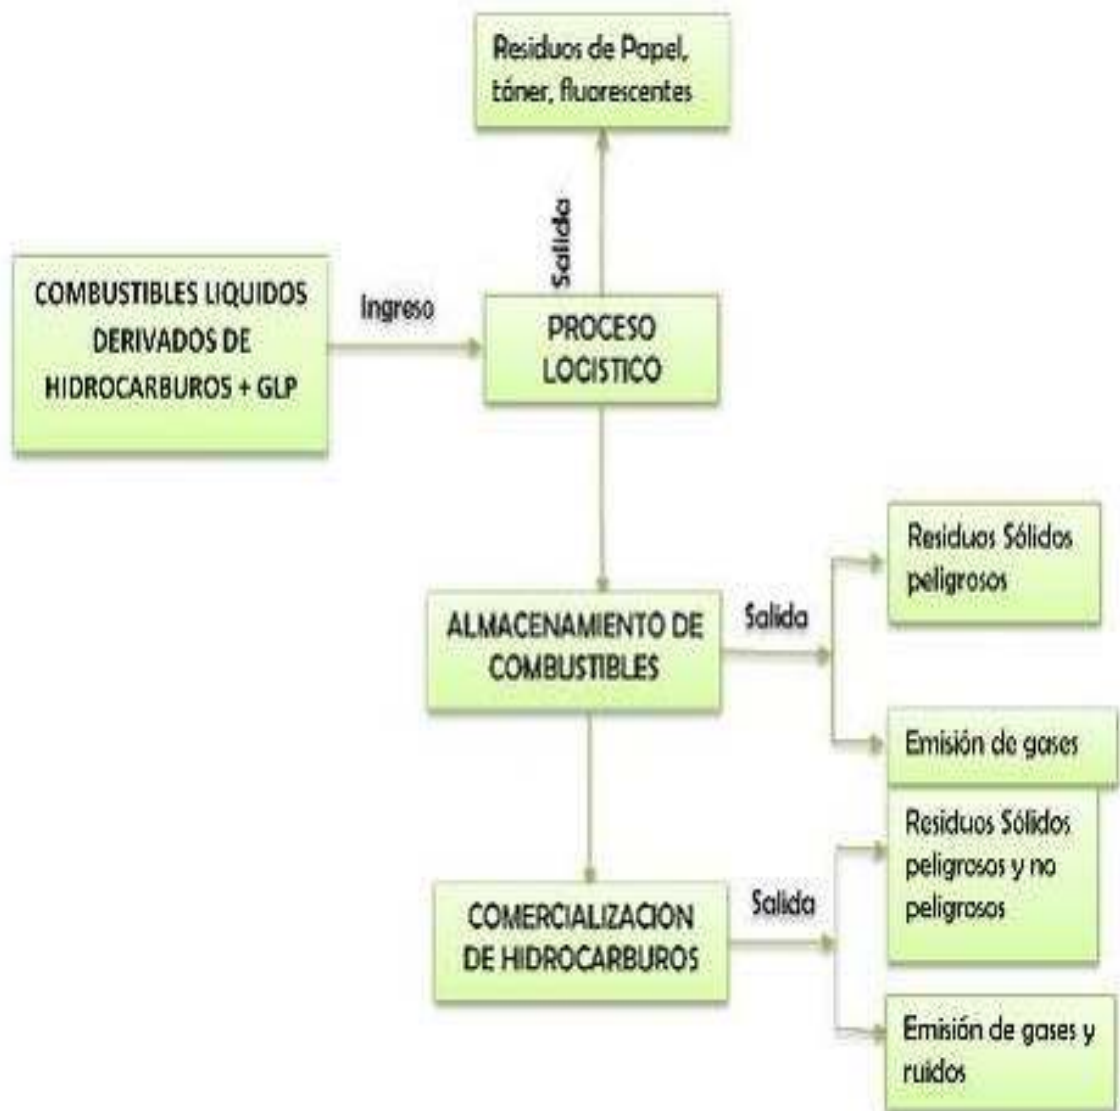 Residuos de Papel,
tóner, fluorescentes
Salida
COMBUSTIBLES LIQUIDOS
DERIVADOS DE
HIDROCARBUROS + GLP
Ingreso
PROCESO
LOGISTICO
ALMACENAMIENTO DE
COMBUSTIBLES
Salida
Residuos Sólidos
peligrosos
Emisión de gases
COMERCIALIZACION
DE HIDROCARBUROS
Salida
Residuos Sólidos
peligrosos y no
peligrosos
Emisión de gases y
ruidos